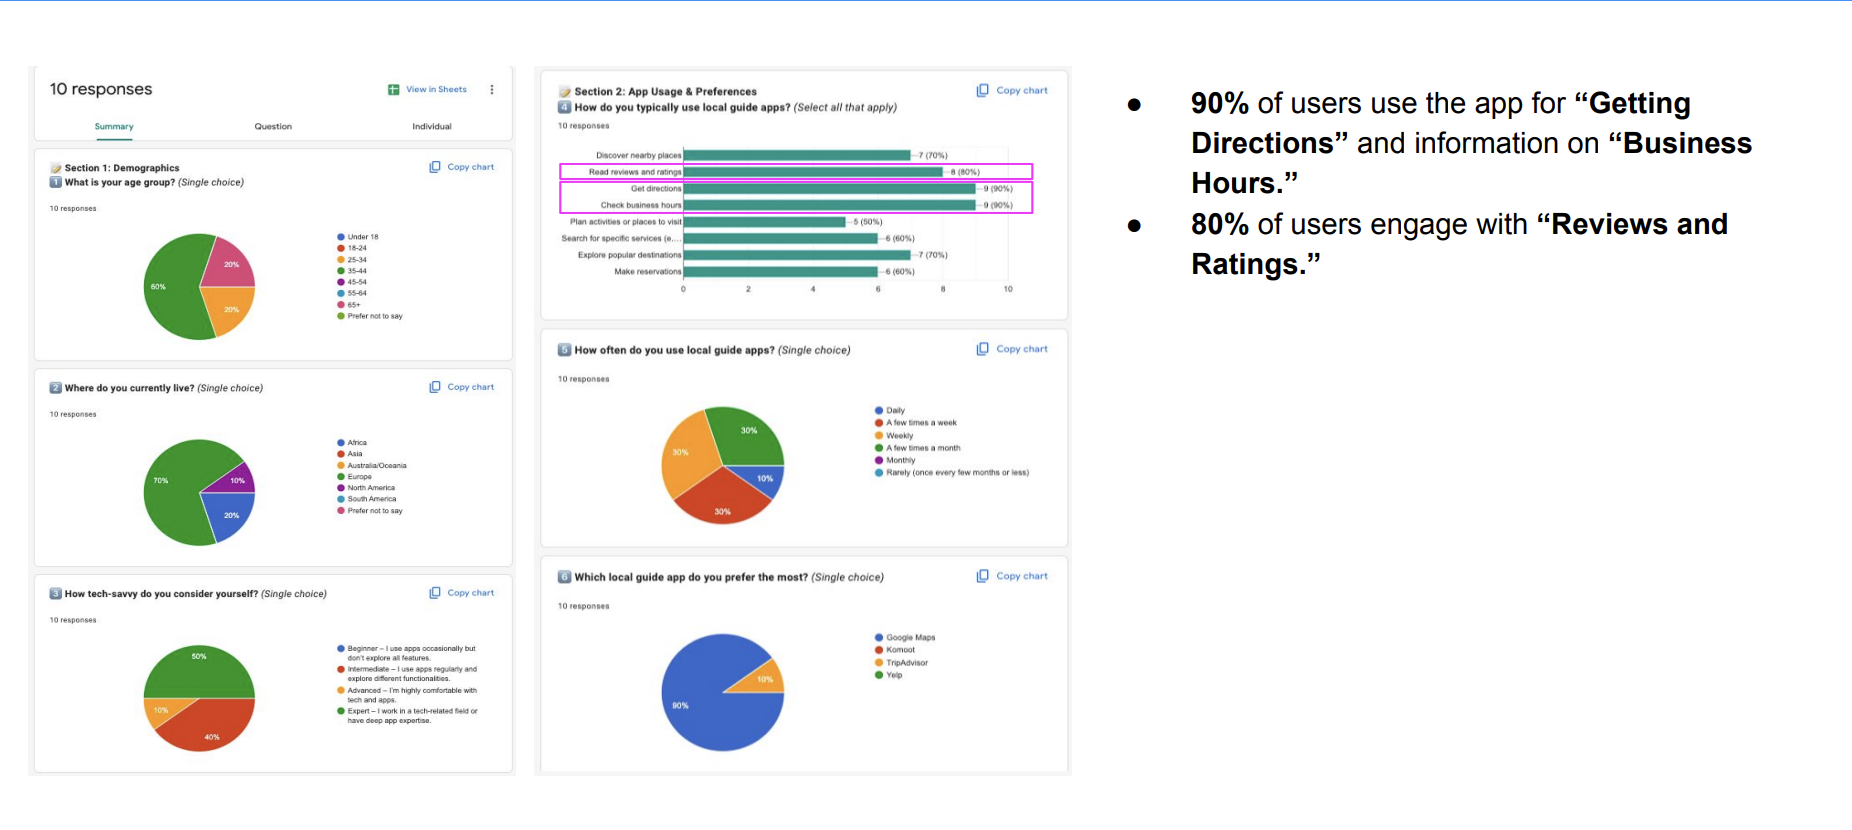 10 responses
View in Sheets
Summary
Question
Individual
Section 1: Demographics
Copy chart
1 What is your age group? (Single choice)
10 responses
60%
20%
20%
Under 18
18-24
25-34
35-44
45-54
55-64
65+
Prefer not to say
2 Where do you currently live? (Single choice)
Copy chart
10 responses
70%
10%
20%
Africa
Asia
Australia/Oceania
Europe
North America
South America
Prefer not to say
3 How tech-savvy do you consider yourself? (Single choice)
Copy chart
10 responses
50%
10%
40%
Beginner – I use apps occasionally but
don't explore all features.
Intermediate – I use apps regularly and
explore different functionalities.
Advanced – I'm highly comfortable with
tech and apps.
Expert – I work in a tech-related field or
have deep app expertise.
Section 2: App Usage & Preferences
Copy chart
4 How do you typically use local guide apps? (Select all that apply)
10 responses
Discover nearby places 7 (70%)
Read reviews and ratings 8 (80%)
Get directions 9 (90%)
Check business hours 9 (90%)
Plan activities or places to visit 5 (50%)
Search for specific services (e,... 6 (60%)
Explore popular destinations 7 (70%)
Make reservations 6 (60%)
0 2 4 6 8 10
5 How often do you use local guide apps? (Single choice)
Copy chart
10 responses
30%
30%
10%
30%
Daily
A few times a week
Weekly
A few times a month
Monthly
Rarely (once every few months or less)
6 Which local guide app do you prefer the most? (Single choice)
Copy chart
10 responses
10%
90%
Google Maps
Komoot
TripAdvisor
Yelp
● 90% of users use the app for “Getting
Directions” and information on “Business
Hours.”
● 80% of users engage with “Reviews and
Ratings.”